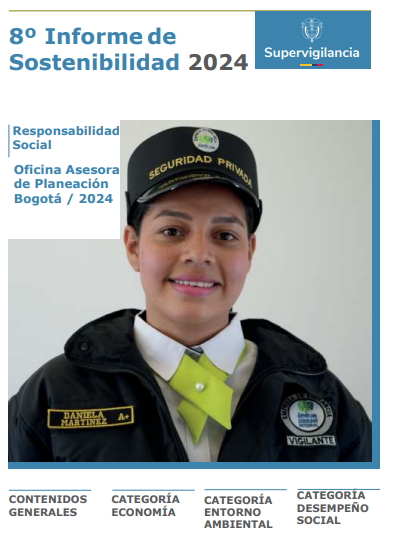 8º Informe de
Sostenibilidad 2024
Supervigilancia
Responsabilidad
Social
Oficina Asesora
de Planeación
Bogotá / 2024
SEGURIDAD PRIVADA
DANIELA
MARTINEZ
A+
VIGILANTE
CONTENIDOS
GENERALES
CATEGORÍA
ECONOMÍA
CATEGORÍA
ENTORNO
AMBIENTAL
CATEGORÍA
DESEMPEÑO
SOCIAL